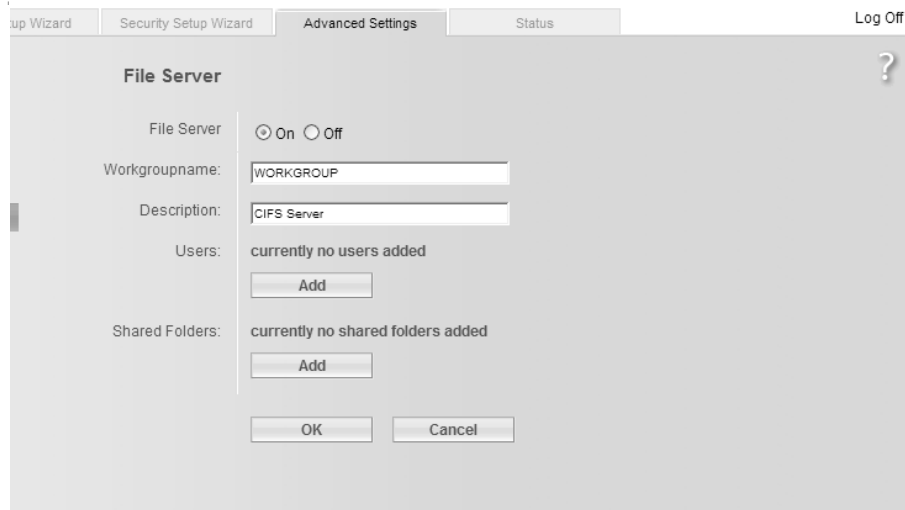 tup Wizard Security Setup Wizard Advanced Settings Status Log Off
File Server
?
File Server On Off
Workgroupname: WORKGROUP
Description: CIFS Server
Users: currently no users added
Add
Shared Folders: currently no shared folders added
Add
OK Cancel